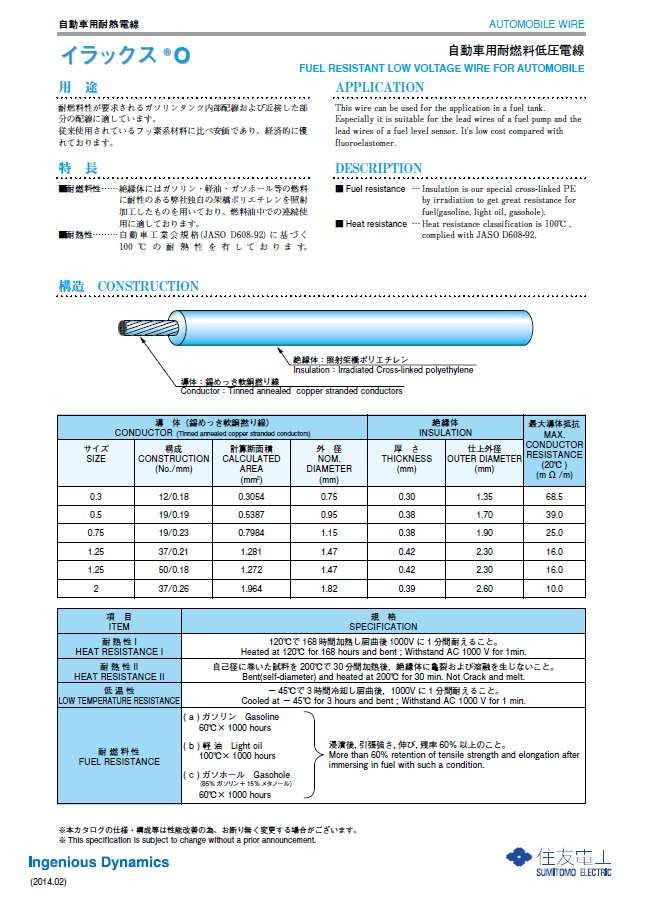 自動車用耐熱電線
AUTOMOBILE WIRE
イラックス®O
自動車用耐燃料低圧電線
FUEL RESISTANT LOW VOLTAGE WIRE FOR AUTOMOBILE
用 途
耐燃料性が要求されるガソリンタンク内部配線および近接した部
分の配線に適しています。
従来使用されているフッ素系材料に比べ安価であり、経済的に優
れております。
APPLICATION
This wire can be used for the application in a fuel tank.
Especially it is suitable for the lead wires of a fuel pump and the
lead wires of a fuel level sensor. It's low cost compared with
fluoroelastomer.
特 長
■耐燃料性……絶縁体にはガソリン・軽油・ガソホール等の燃料
に耐性のある弊社独自の架橋ポリエチレンを照射
加工したものを用いており、燃料油中での連続使
用に適しております。
■耐熱性………自動車工業会規格(JASO D608-92)に基づく
100℃の耐熱性を有しております。
DESCRIPTION
■ Fuel resistance …Insulation is our special cross-linked PE
by irradiation to get great resistance for
fuel(gasoline, light oil, gasohole).
■ Heat resistance …Heat resistance classification is 100℃,
complied with JASO D608-92.
構造 CONSTRUCTION
絶縁体：照射架橋ポリエチレン
Insulation : Irradiated Cross-linked polyethylene
導体：錫めっき軟銅撚り線
Conductor : Tinned annealed copper stranded conductors
導 体（錫めっき軟銅撚り線） 絶縁体 最大導体抵抗
CONDUCTOR (Tinned annealed copper stranded conductors) INSULATION MAX.
CONDUCTOR
RESISTANCE
(20℃)
(m Ω /m)
サイズ 構成 計算断面積 外 径 厚 さ 仕上外径
SIZE CONSTRUCTION CALCULATED NOM. THICKNESS OUTER DIAMETER
(No./mm) AREA DIAMETER (mm) (mm)
(mm²) (mm)
0.3 12/0.18 0.3054 0.75 0.30 1.35 68.5
0.5 19/0.19 0.5387 0.95 0.38 1.70 39.0
0.75 19/0.23 0.7984 1.15 0.38 1.90 25.0
1.25 37/0.21 1.281 1.47 0.42 2.30 16.0
1.25 50/0.18 1.272 1.47 0.42 2.30 16.0
2 37/0.26 1.964 1.82 0.39 2.60 10.0
項 目 規 格
ITEM SPECIFICATION
耐熱性 I 120℃で168時間加熱し屈曲後1000Vに1分間耐えること。
HEAT RESISTANCE I Heated at 120℃ for 168 hours and bent ; Withstand AC 1000 V for 1min.
耐熱性 II 自己径に巻いた試料を200℃で30分間加熱後，絶縁体に亀裂および溶融を生じないこと。
HEAT RESISTANCE II Bent(self-diameter) and heated at 200℃ for 30 min. Not Crack and melt.
低温性 －45℃で3時間冷却し屈曲後，1000Vに1分間耐えること。
LOW TEMPERATURE RESISTANCE Cooled at － 45℃ for 3 hours and bent ; Withstand AC 1000 V for 1 min.
耐燃料性
FUEL RESISTANCE
( a ) ガソリン Gasoline
60℃× 1000 hours
( b ) 軽油 Light oil
100℃× 1000 hours
( c ) ガソホール Gasohole
(85% ガソリン＋15% メタノール)
60℃× 1000 hours
浸漬後，引張強さ，伸び，残率60％以上のこと。
More than 60% retention of tensile strength and elongation after
immersing in fuel with such a condition.
※本カタログの仕様・構成等は性能改善の為、お断り無く変更する場合がございます。
※ This specification is subject to change without a prior announcement.
Ingenious Dynamics
(2014.02)
住友電工
SUMITOMO ELECTRIC